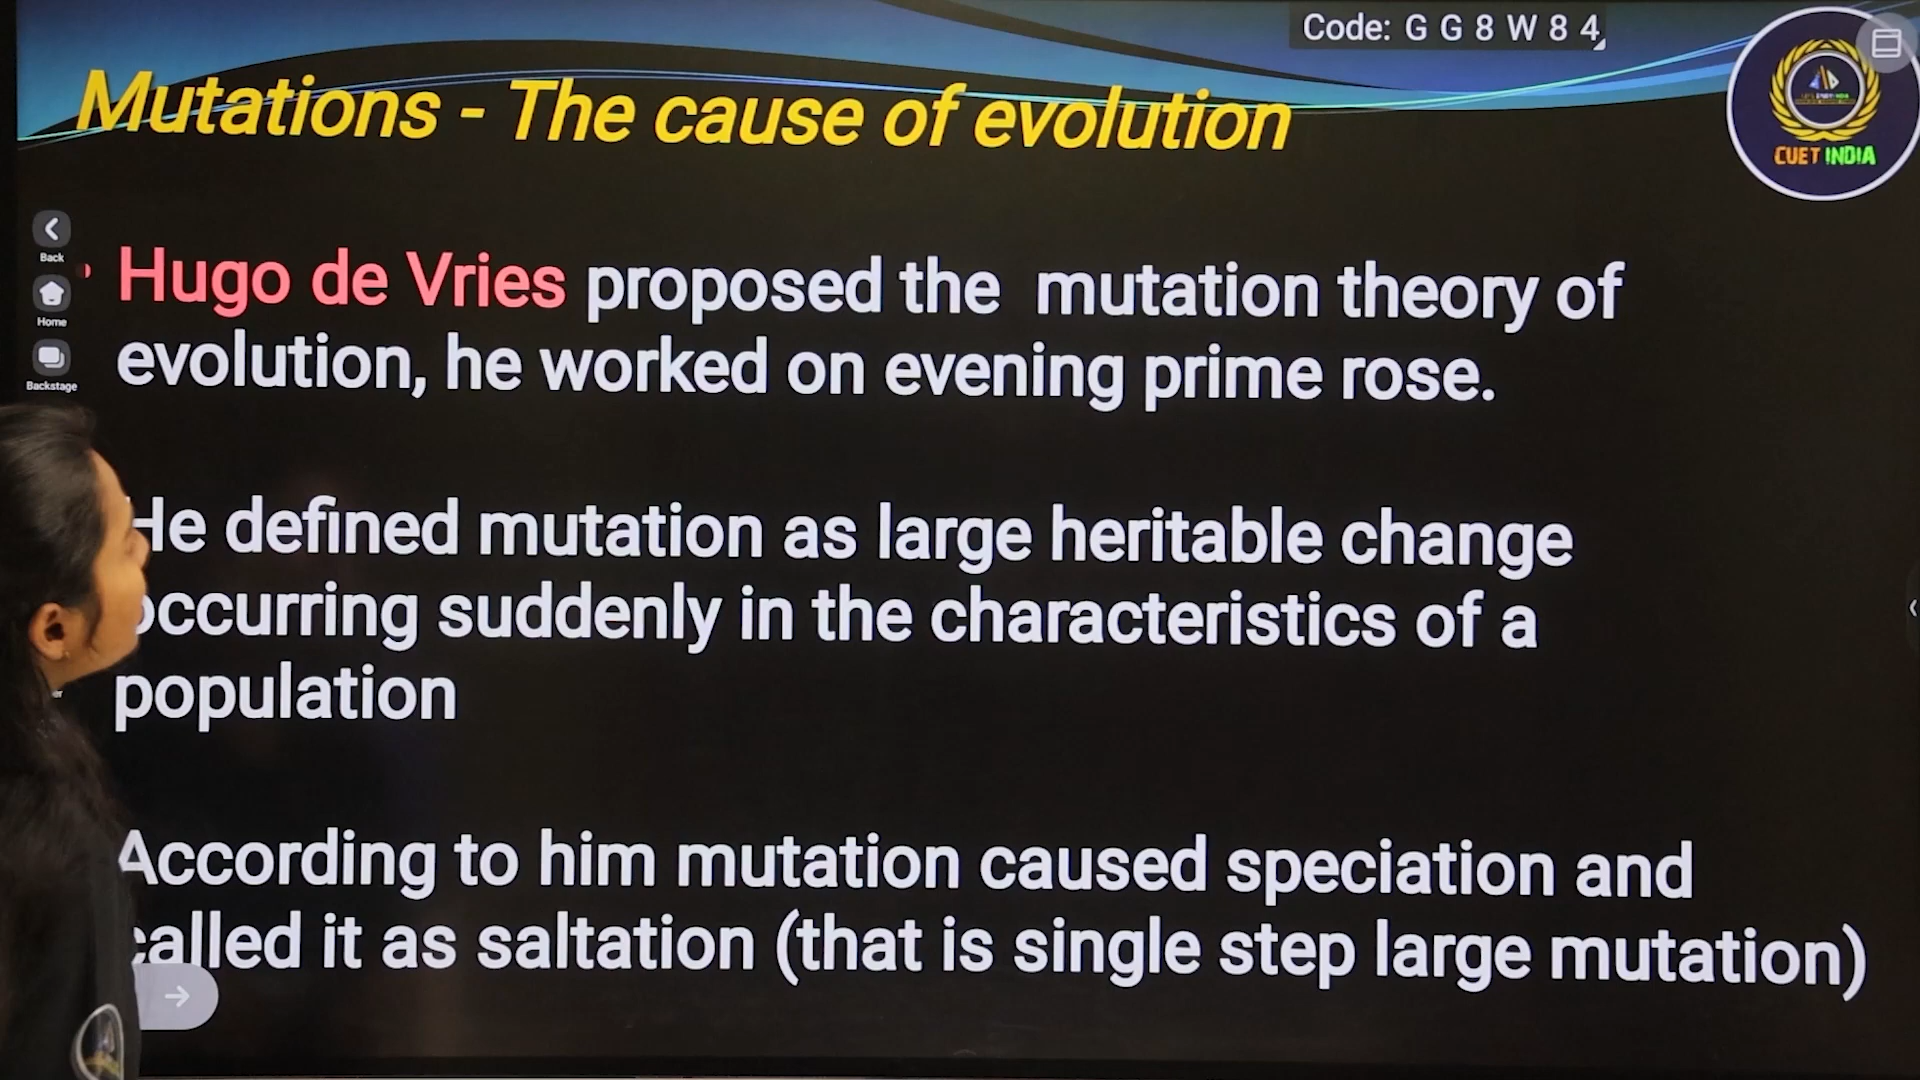 Code: G G 8 W 8 4
Mutations - The cause of evolution
CUET INDIA
Back
Home
Backstage
Hugo de Vries proposed the mutation theory of
evolution, he worked on evening prime rose.
He defined mutation as large heritable change
occurring suddenly in the characteristics of a
population
According to him mutation caused speciation and
called it as saltation (that is single step large mutation)